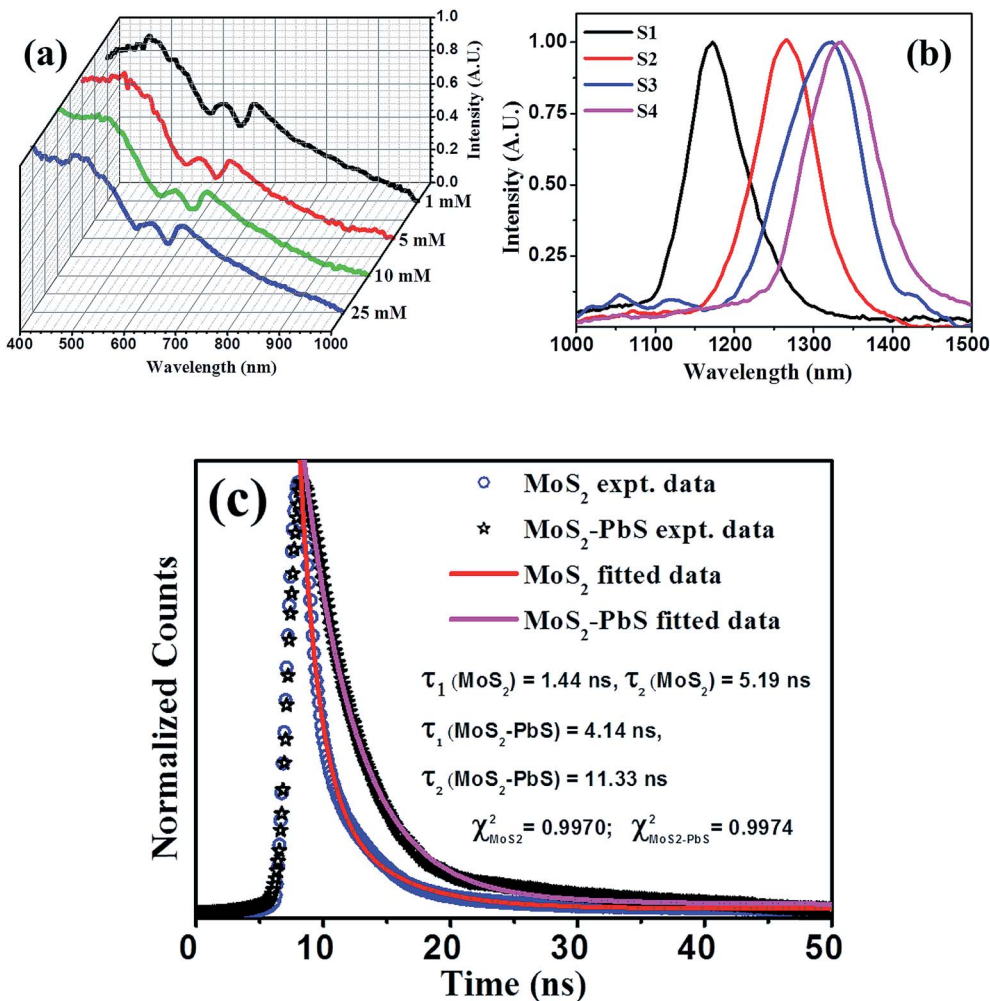 (a)
1.0
0.8
0.6
0.4
0.2
0.0
Intensity (A.U.)
1 mM
5 mM
10 mM
25 mM
400 500 600 700 800 900 1000
Wavelength (nm)
(b)
S1
S2
S3
S4
1.00
0.75
0.50
0.25
Intensity (A.U.)
1000 1100 1200 1300 1400 1500
Wavelength (nm)
(c)
MoS₂ expt. data
MoS₂-PbS expt. data
MoS₂ fitted data
MoS₂-PbS fitted data
τ₁ (MoS₂) = 1.44 ns, τ₂ (MoS₂) = 5.19 ns
τ₁ (MoS₂-PbS) = 4.14 ns,
τ₂ (MoS₂-PbS) = 11.33 ns
χ²MoS2 = 0.9970; χ²MoS2-PbS = 0.9974
Normalized Counts
0 10 20 30 40 50
Time (ns)